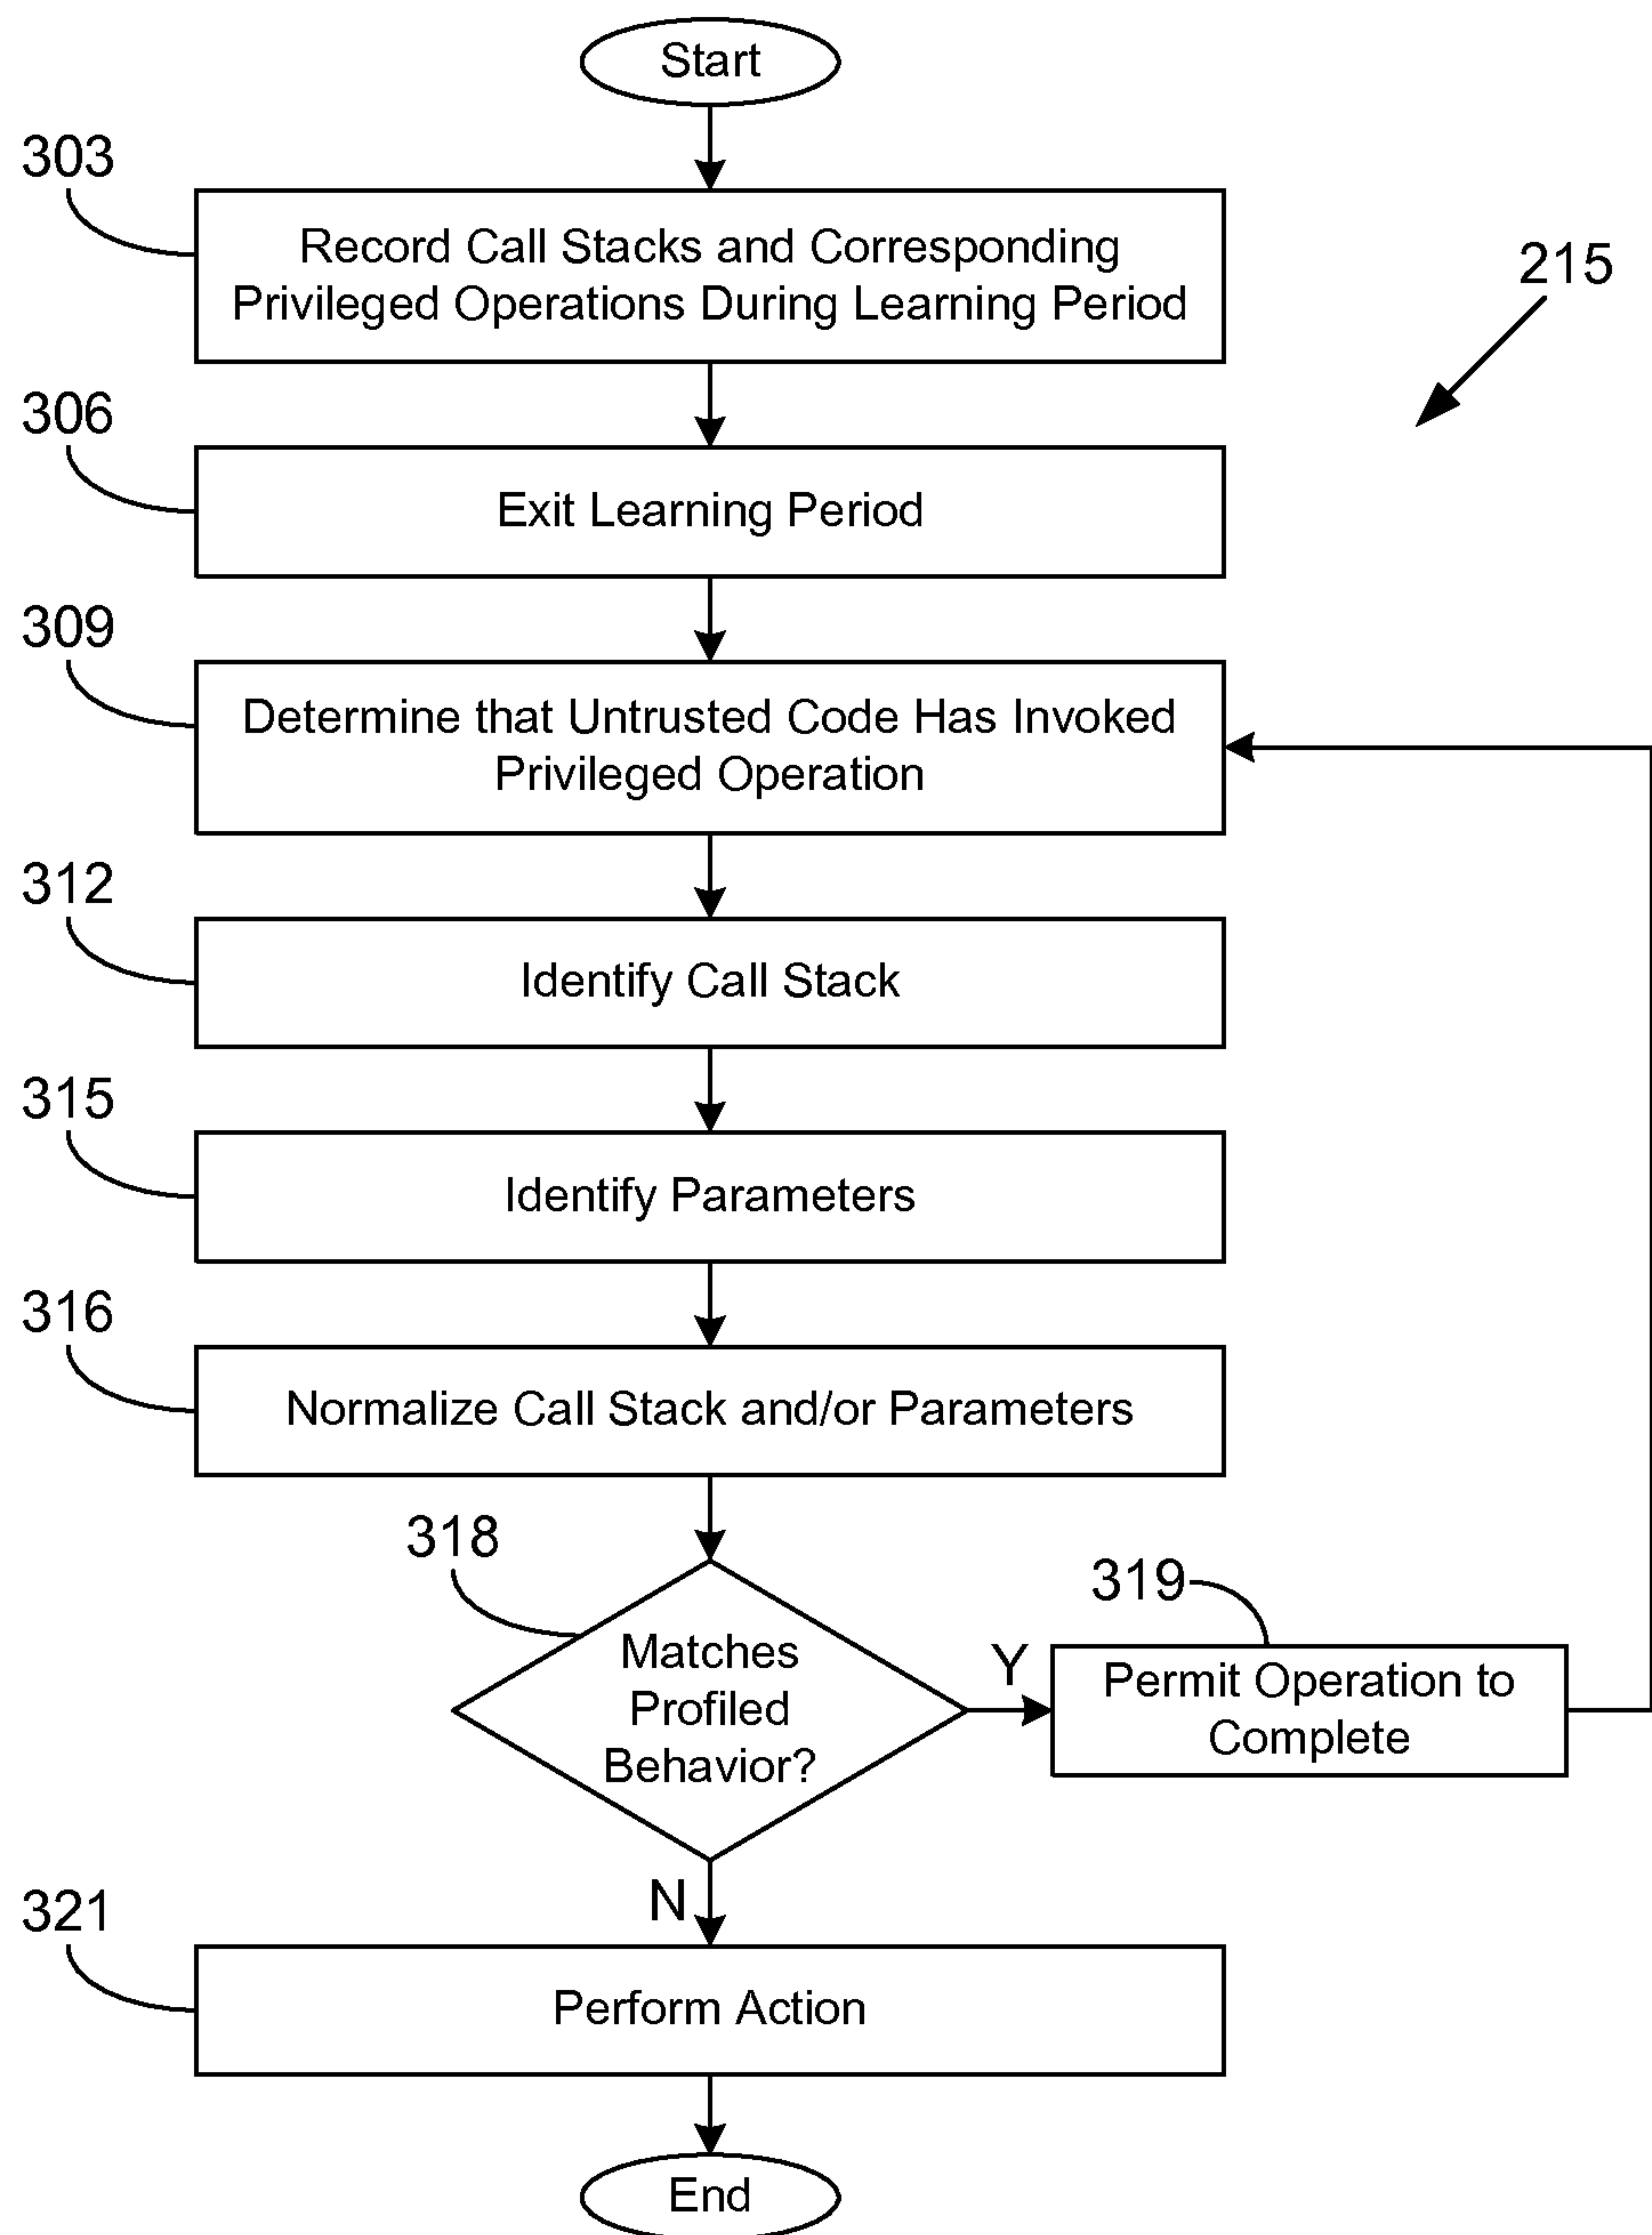 Start
303
Record Call Stacks and Corresponding
Privileged Operations During Learning Period
215
306
Exit Learning Period
309
Determine that Untrusted Code Has Invoked
Privileged Operation
312
Identify Call Stack
315
Identify Parameters
316
Normalize Call Stack and/or Parameters
318
Matches
Profiled
Behavior?
Y
319
Permit Operation to
Complete
N
321
Perform Action
End